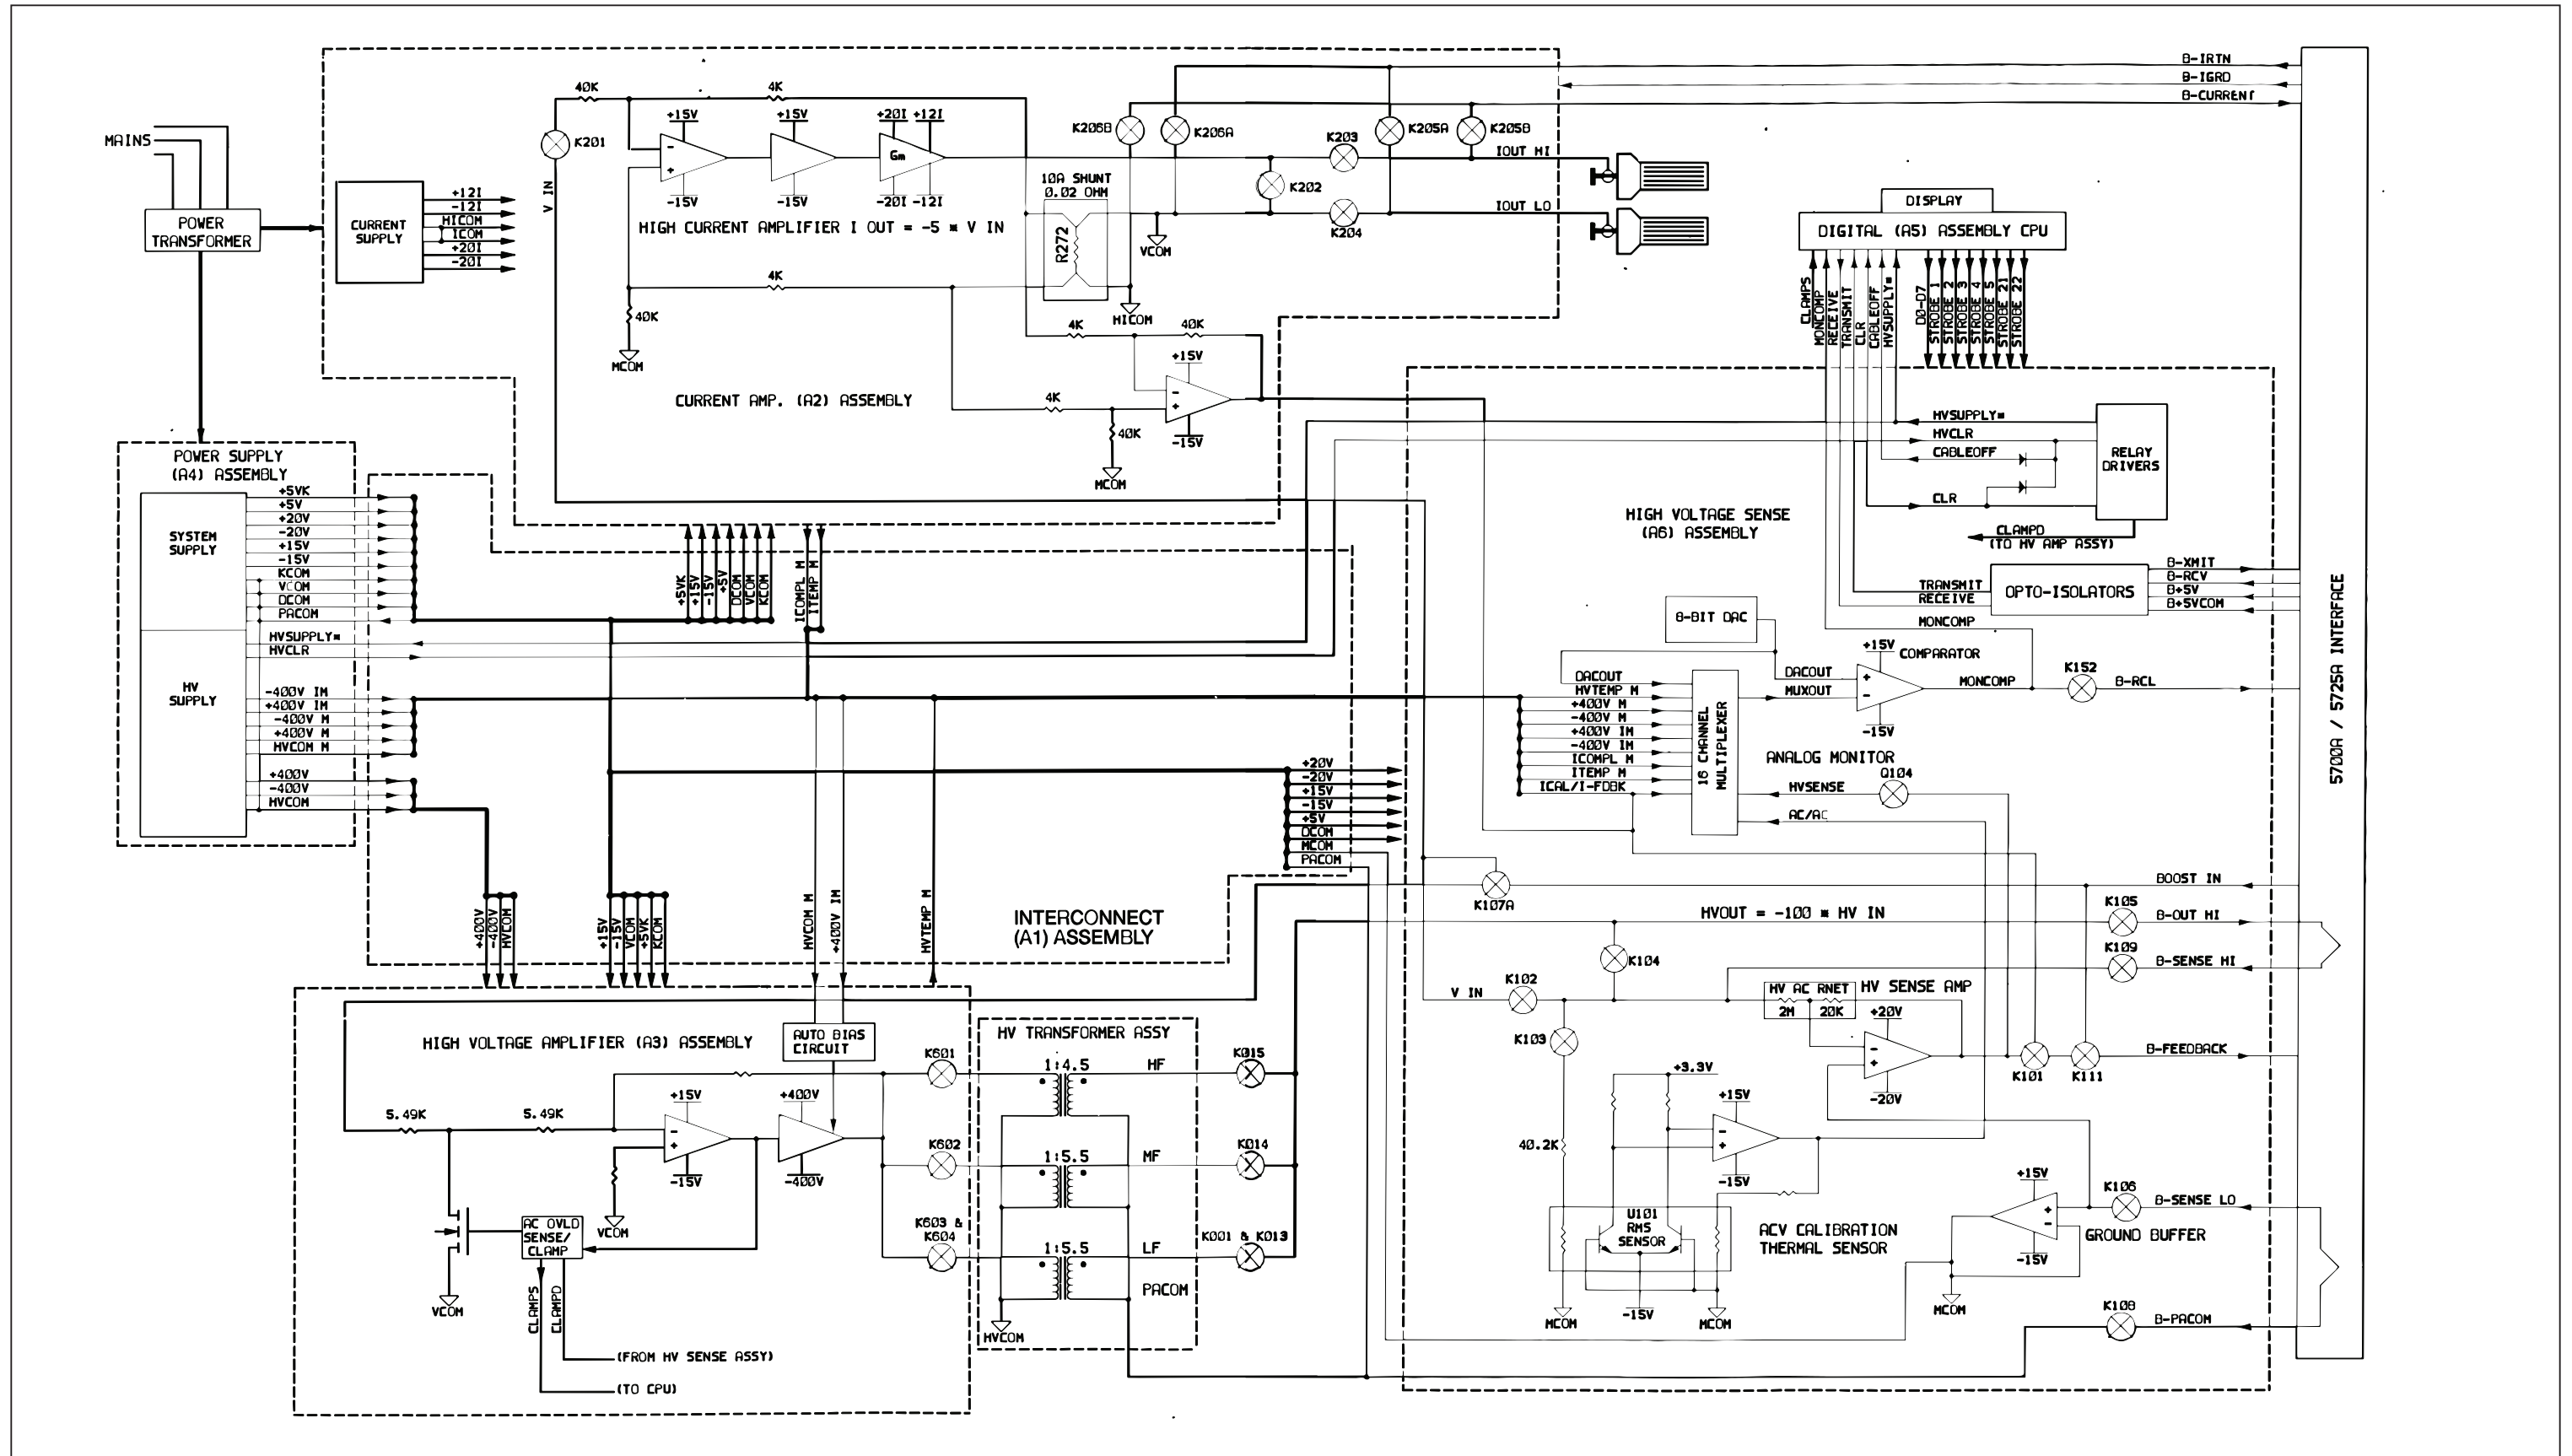 MAINS
POWER
TRANSFORMER
CURRENT
SUPPLY
+12I
-12I
HICOM
ICOM
+20I
-20I
40K
4K
K201
V IN
+15V
-15V
+15V
-15V
+20I +12I
Gm
-20I -12I
HIGH CURRENT AMPLIFIER I OUT = -5 * V IN
4K
40K
MCOM
10A SHUNT
0.02 OHM
R272
HICOM
VCOM
K206B
K206A
K202
K203
K204
K205A
K205B
IOUT HI
IOUT LO
4K
40K
+15V
-15V
4K
40K
MCOM
CURRENT AMP. (A2) ASSEMBLY
B-IRTN
B-IGRD
B-CURRENT
DISPLAY
DIGITAL (A5) ASSEMBLY CPU
CLAMPS
MONCOMP
RECEIVE
TRANSMIT
CLR
CABLEOFF
HVSUPPLY*
D0-D7
STROBE 1
STROBE 2
STROBE 3
STROBE 4
STROBE 5
STROBE 21
STROBE 22
POWER SUPPLY
(A4) ASSEMBLY
SYSTEM
SUPPLY
+5VK
+5V
+20V
-20V
+15V
-15V
KCOM
VCOM
DCOM
PACOM
HVSUPPLY*
HVCLR
HV
SUPPLY
-400V IM
+400V IM
-400V M
+400V M
HVCOM M
+400V
-400V
HVCOM
+5VK
+15V
-15V
+5V
DCOM
VCOM
KCOM
ICOMPL M
ITEMP M
+400V
-400V
HVCOM
+15V
-15V
VCOM
+5VK
KCOM
HVCOM M
+400V IM
HVTEMP M
INTERCONNECT
(A1) ASSEMBLY
+20V
-20V
+15V
-15V
+5V
DCOM
MCOM
PACOM
HIGH VOLTAGE SENSE
(A6) ASSEMBLY
HVSUPPLY*
HVCLR
CABLEOFF
CLR
RELAY
DRIVERS
CLAMPD
(TO HV AMP ASSY)
TRANSMIT
RECEIVE
OPTO-ISOLATORS
B-XMIT
B-RCV
B+5V
B+5VCOM
MONCOMP
8-BIT DAC
DACOUT
HVTEMP M
+400V M
-400V M
+400V IM
-400V IM
ICOMPL M
ITEMP M
ICAL/I-FDBK
16 CHANNEL
MULTIPLEXER
DACOUT
MUXOUT
+15V
COMPARATOR
-15V
MONCOMP
K152
B-RCL
ANALOG MONITOR
Q104
HVSENSE
AC/AC
5700A / 5725A INTERFACE
K107A
BOOST IN
HVOUT = -100 * HV IN
K105
B-OUT HI
K104
K109
B-SENSE HI
V IN
K102
K103
HV AC RNET
2M
20K
HV SENSE AMP
+20V
-20V
K101
K111
B-FEEDBACK
+3.3V
+15V
-15V
40.2K
U101
RMS
SENSOR
-15V
MCOM
MCOM
ACV CALIBRATION
THERMAL SENSOR
+15V
-15V
K106
B-SENSE LO
GROUND BUFFER
MCOM
K108
B-PACOM
HIGH VOLTAGE AMPLIFIER (A3) ASSEMBLY
AUTO BIAS
CIRCUIT
5.49K
5.49K
+15V
-15V
+400V
-400V
VCOM
AC OVLD
SENSE/
CLAMP
VCOM
CLAMPS
CLAMPD
(FROM HV SENSE ASSY)
(TO CPU)
K601
K602
K603 &
K604
HV TRANSFORMER ASSY
1:4.5
HF
1:5.5
MF
1:5.5
LF
PACOM
HVCOM
K015
K014
K001 & K013